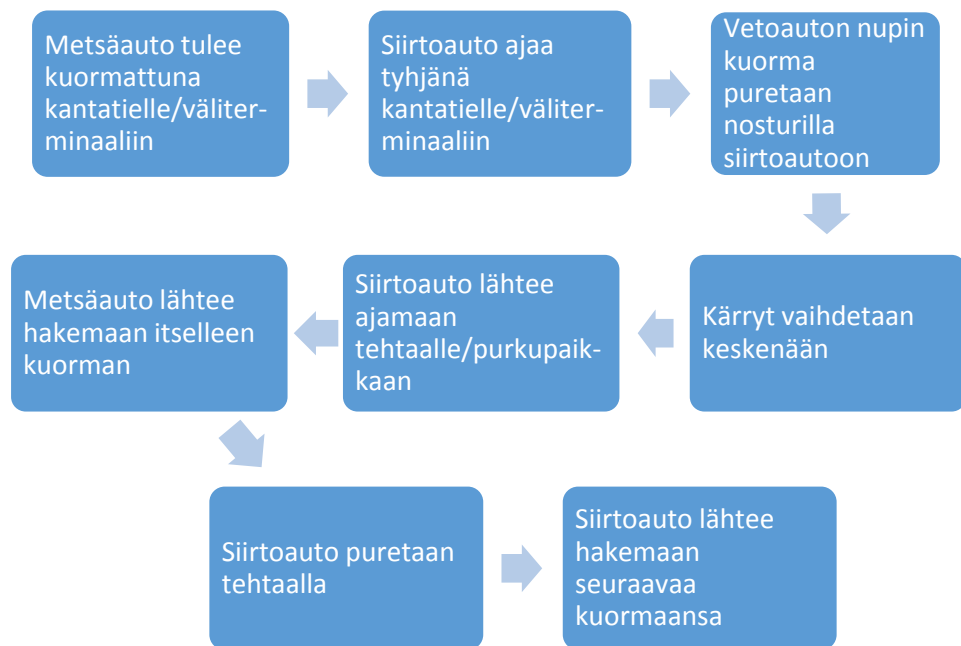 Metsäauto tulee
kuormattuna
kantatielle/väliter-
minaaliin
Siirtoauto ajaa
tyhjänä
kantatielle/väliter-
minaaliin
Vetoauton nupin
kuorma
puretaan
nosturilla
siirtoautoon
Kärryt vaihdetaan
keskenään
Siirtoauto lähtee
ajamaan
tehtaalle/purkupaik-
kaan
Metsäauto lähtee
hakemaan itselleen
kuorman
Siirtoauto puretaan
tehtaalla
Siirtoauto lähtee
hakemaan
seuraavaa
kuormaansa